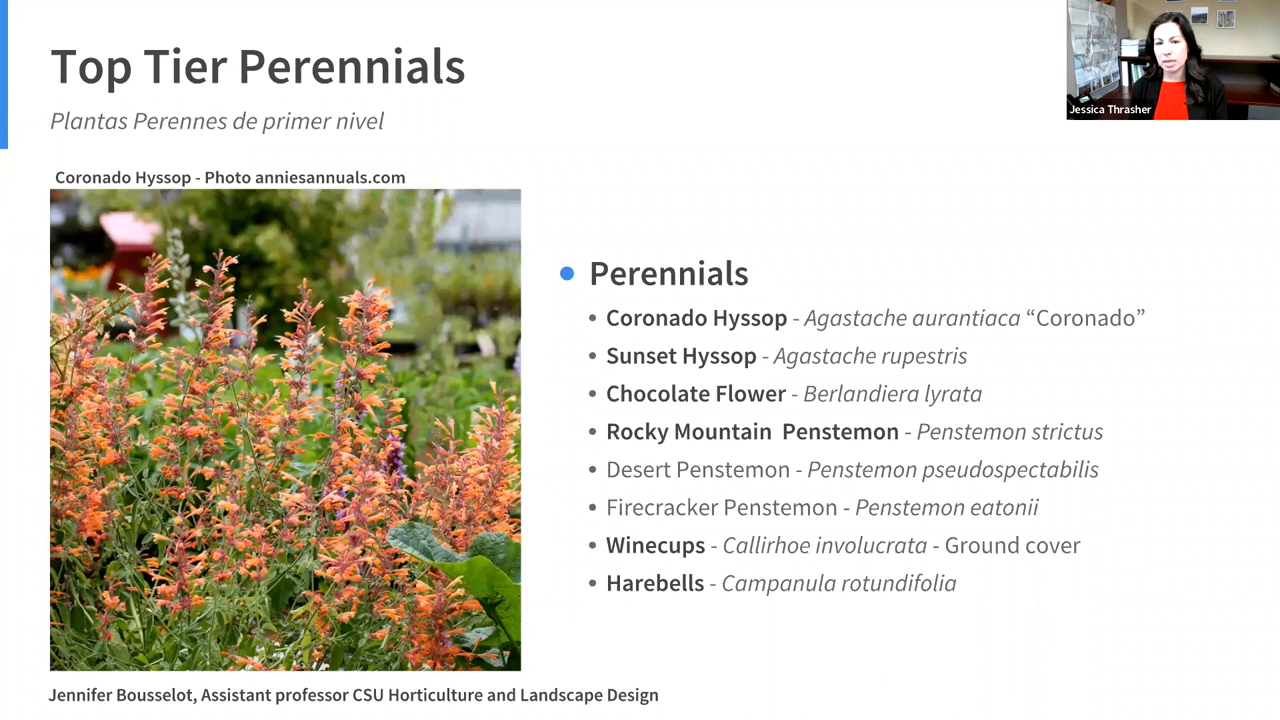 Top Tier Perennials
Plantas Perennes de primer nivel
Jessica Thrasher
Coronado Hyssop - Photo anniesannuals.com
Perennials
Coronado Hyssop - Agastache aurantiaca “Coronado”
Sunset Hyssop - Agastache rupestris
Chocolate Flower - Berlandiera lyrata
Rocky Mountain Penstemon - Penstemon strictus
Desert Penstemon - Penstemon pseudospectabilis
Firecracker Penstemon - Penstemon eatonii
Winecups - Callirhoe involucrata - Ground cover
Harebells - Campanula rotundifolia
Jennifer Bousselot, Assistant professor CSU Horticulture and Landscape Design